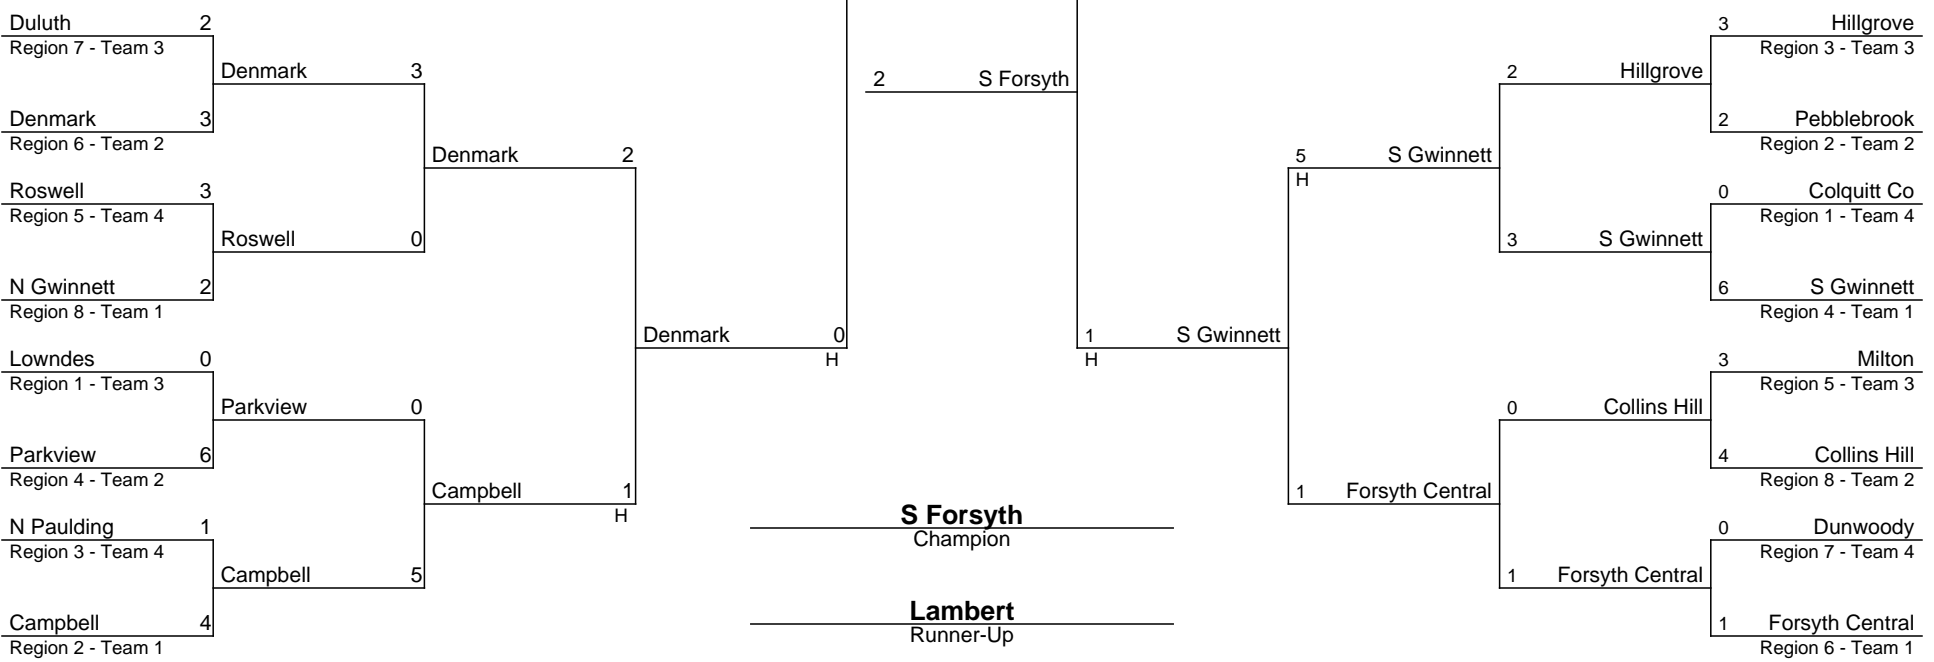 Duluth 2
Region 7 - Team 3
Denmark 3
Denmark 3
Region 6 - Team 2
Denmark 2
Roswell 3
Region 5 - Team 4
Roswell 0
N Gwinnett 2
Region 8 - Team 1
Denmark 0
H
Lowndes 0
Region 1 - Team 3
Parkview 0
Parkview 6
Region 4 - Team 2
Campbell 1
H
N Paulding 1
Region 3 - Team 4
Campbell 5
Campbell 4
Region 2 - Team 1
2 S Forsyth
S Forsyth
Champion
Lambert
Runner-Up
3 Hillgrove
Region 3 - Team 3
2 Hillgrove
2 Pebblebrook
Region 2 - Team 2
5 S Gwinnett
H
0 Colquitt Co
Region 1 - Team 4
3 S Gwinnett
6 S Gwinnett
Region 4 - Team 1
1 S Gwinnett
H
3 Milton
Region 5 - Team 3
0 Collins Hill
4 Collins Hill
Region 8 - Team 2
1 Forsyth Central
0 Dunwoody
Region 7 - Team 4
1 Forsyth Central
1 Forsyth Central
Region 6 - Team 1